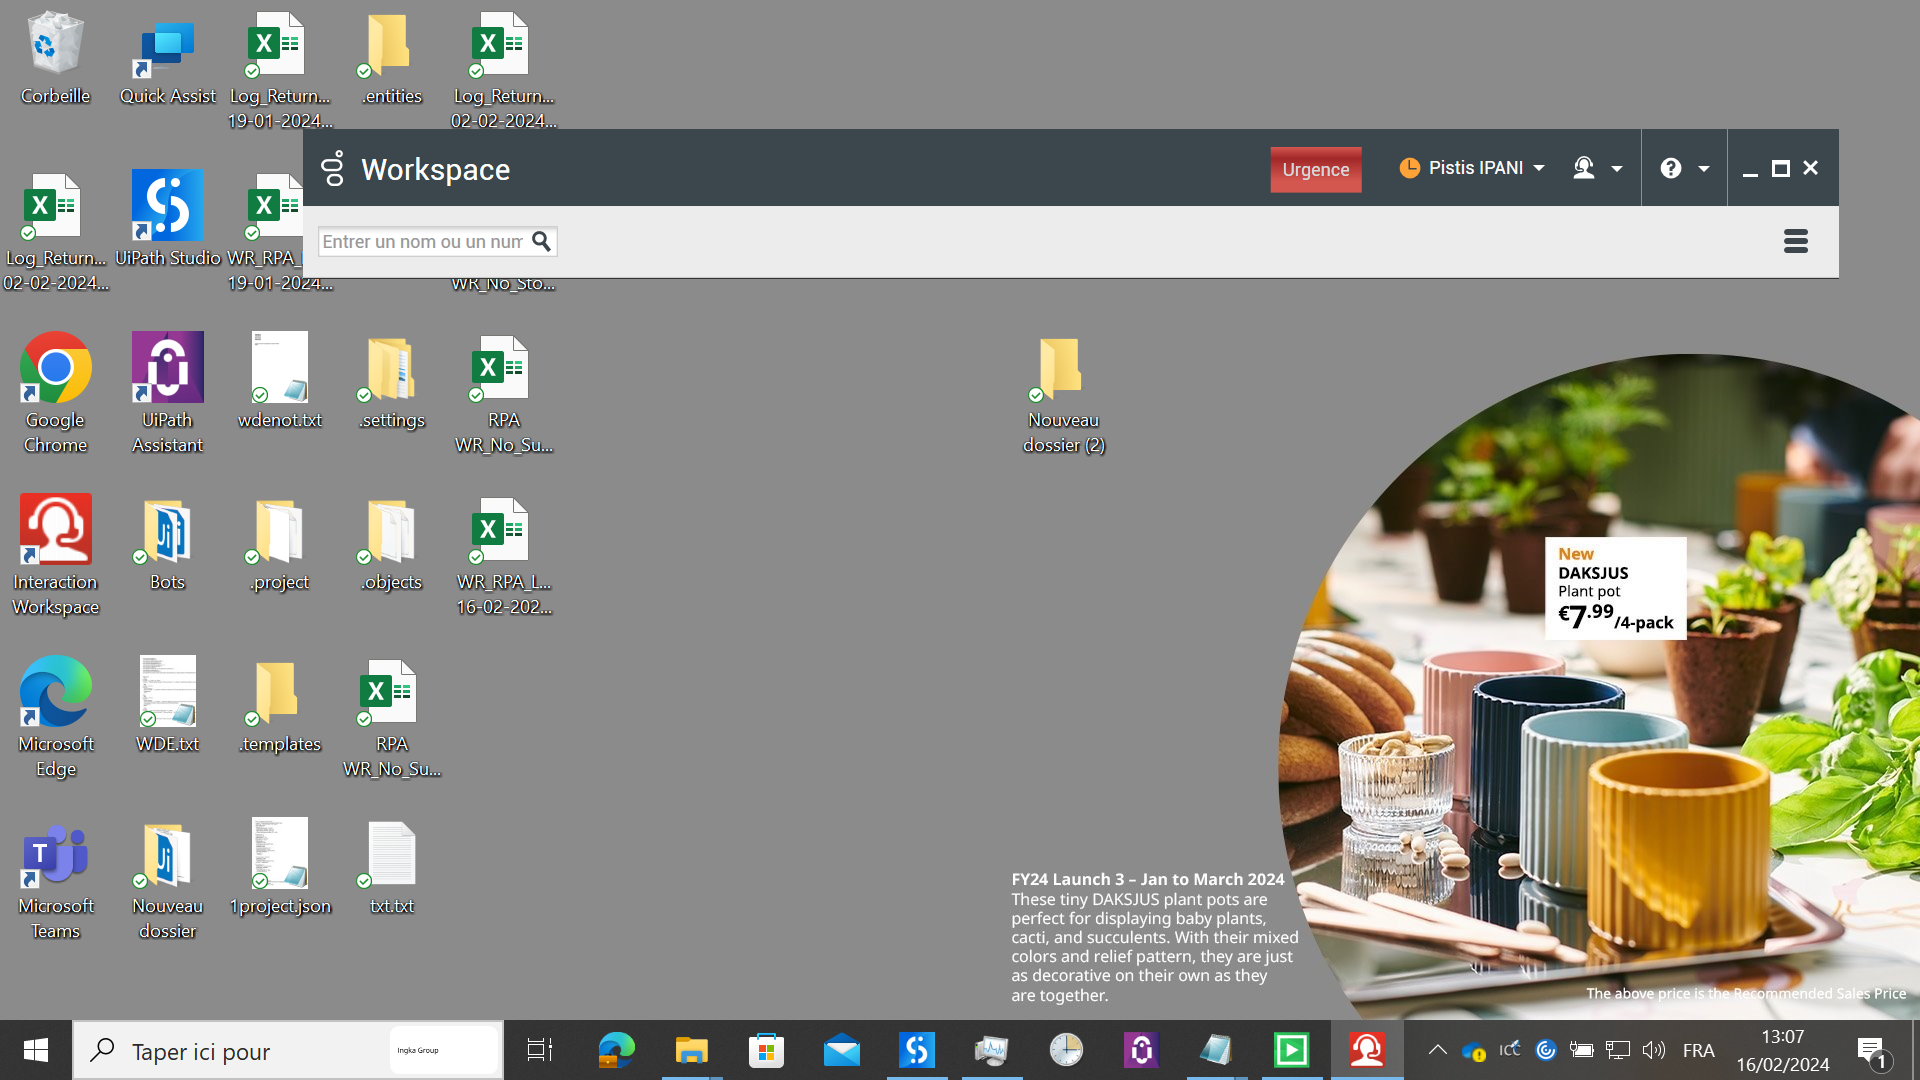 Corbeille
Quick Assist
Log_Return...
19-01-2024...
.entities
Log_Return...
02-02-2024...
Workspace
Urgence
Pistis IPANI
Entrer un nom ou un num
Log_Return...
02-02-2024...
UiPath Studio
WR_RPA_
19-01-2024...
WR_No_Sto...
Google
Chrome
UiPath
Assistant
wdenot.txt
.settings
RPA
WR_No_Su...
Nouveau
dossier (2)
Interaction
Workspace
Bots
.project
.objects
WR_RPA_L...
16-02-202...
New
DAKSJUS
Plant pot
€7.99/4-pack
Microsoft
Edge
WDE.txt
.templates
RPA
WR_No_Su...
Microsoft
Teams
Nouveau
dossier
1project.json
txt.txt
FY24 Launch 3 – Jan to March 2024
These tiny DAKSJUS plant pots are
perfect for displaying baby plants,
cacti, and succulents. With their mixed
colors and relief pattern, they are just
as decorative on their own as they
are together.
The above price is the Recommended Sales Price
Taper ici pour
Ingka Group
ICC
FRA
13:07
16/02/2024
1